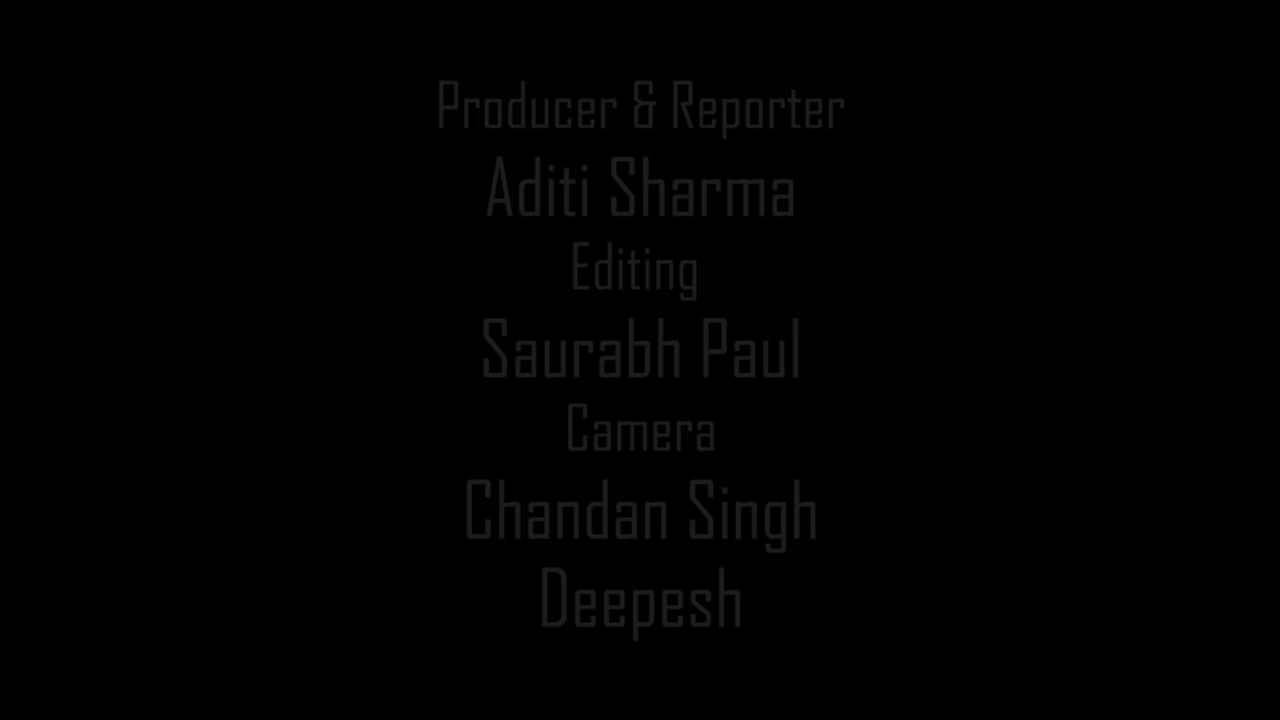 Producer & Reporter
Aditi Sharma
Editing
Saurabh Paul
Camera
Chandan Singh
Deepesh